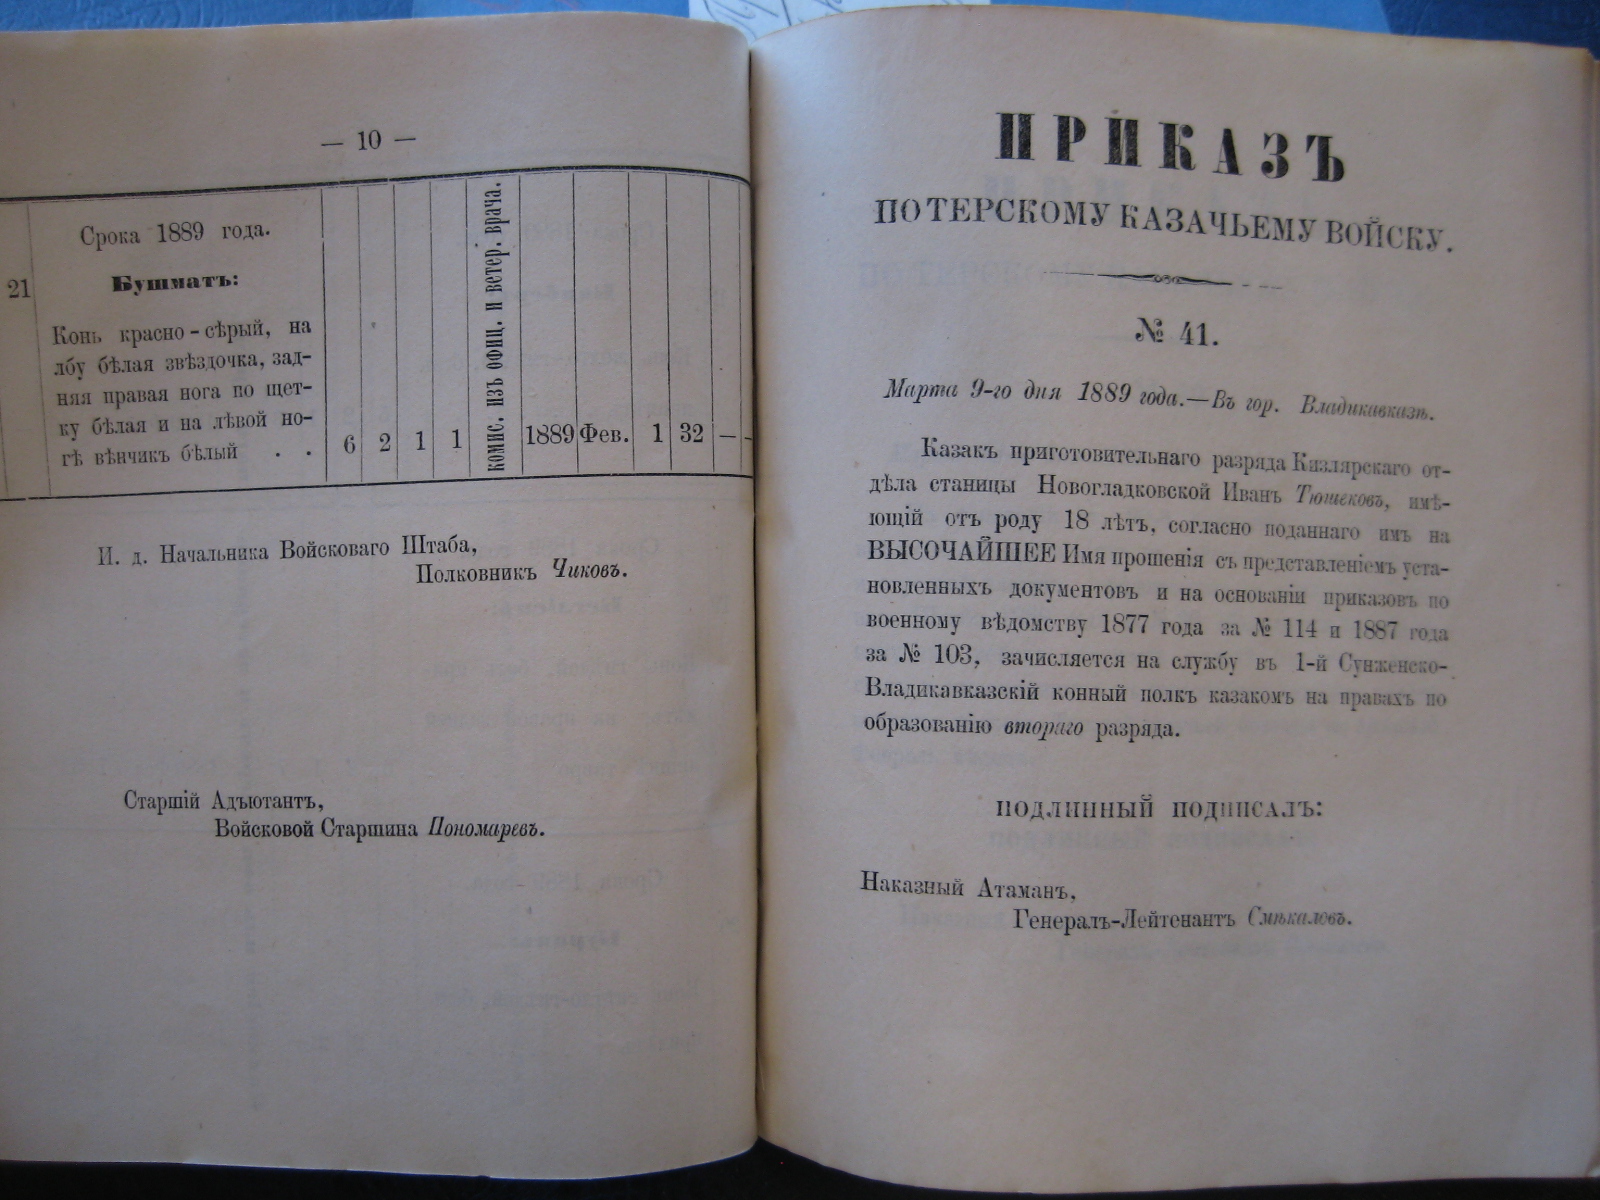 — 10 —
Срока 1889 года.
21
Бушматъ:
Конь красно-сѣрый, на
лбу бѣлая звѣздочка, зад-
няя правая нога по щет-
ку бѣлая и на лѣвой но-
гѣ вѣнчикъ бѣлый . .
6 2 1 1
комис. изъ офиц. и ветер. врача.
1889 Фев. 1 32 — —
И. д. Начальника Войсковаго Штаба,
Полковникъ Чиковъ.
Старшій Адъютантъ,
Войсковой Старшина Пономаревъ.
ПРИКАЗЪ
ПО ТЕРСКОМУ КАЗАЧЬЕМУ ВОЙСКУ.
№ 41.
Марта 9-го дня 1889 года.—Въ гор. Владикавказѣ.
Казакъ приготовительнаго разряда Кизлярскаго от-
дѣла станицы Новогладковской Иванъ Тюшековъ, имѣ-
ющій отъ роду 18 лѣтъ, согласно поданнаго имъ на
ВЫСОЧАЙШЕЕ Имя прошенія съ представленіемъ уста-
новленныхъ документовъ и на основаніи приказовъ по
военному вѣдомству 1877 года за № 114 и 1887 года
за № 103, зачисляется на службу въ 1-й Сунженско-
Владикавказскій конный полкъ казакомъ на правахъ по
образованію втораго разряда.
ПОДЛИННЫЙ ПОДПИСАЛЪ:
Наказный Атаманъ,
Генералъ-Лейтенантъ Смѣкаловъ.